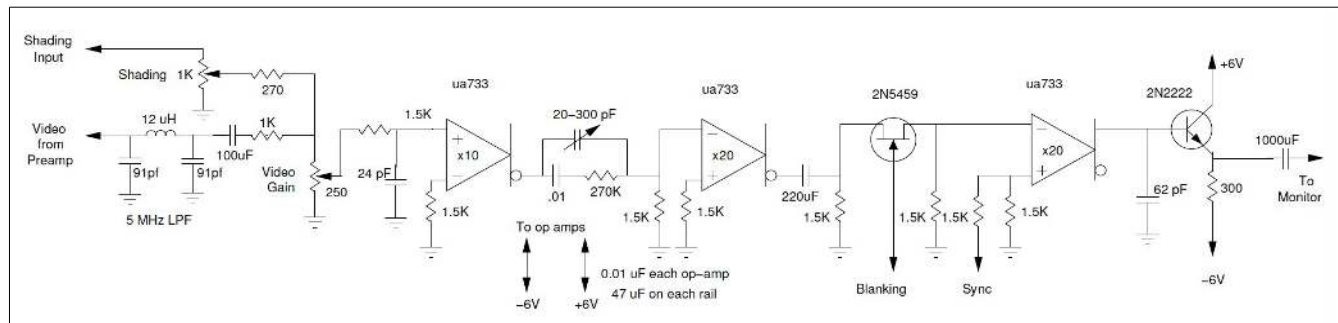 Shading
Input
Shading
1K
270
12 uH
Video
from
Preamp
91pf
91pf
100uF
1K
Video
Gain
250
5 MHz LPF
1.5K
24 pF
ua733
+
x10
−
1.5K
20−300 pF
.01
270K
To op amps
−6V
+6V
0.01 uF each op−amp
47 uF on each rail
1.5K
1.5K
ua733
−
x20
+
220uF
1.5K
2N5459
Blanking
1.5K
1.5K
Sync
1.5K
ua733
−
x20
+
62 pF
2N2222
+6V
300
−6V
1000uF
To
Monitor